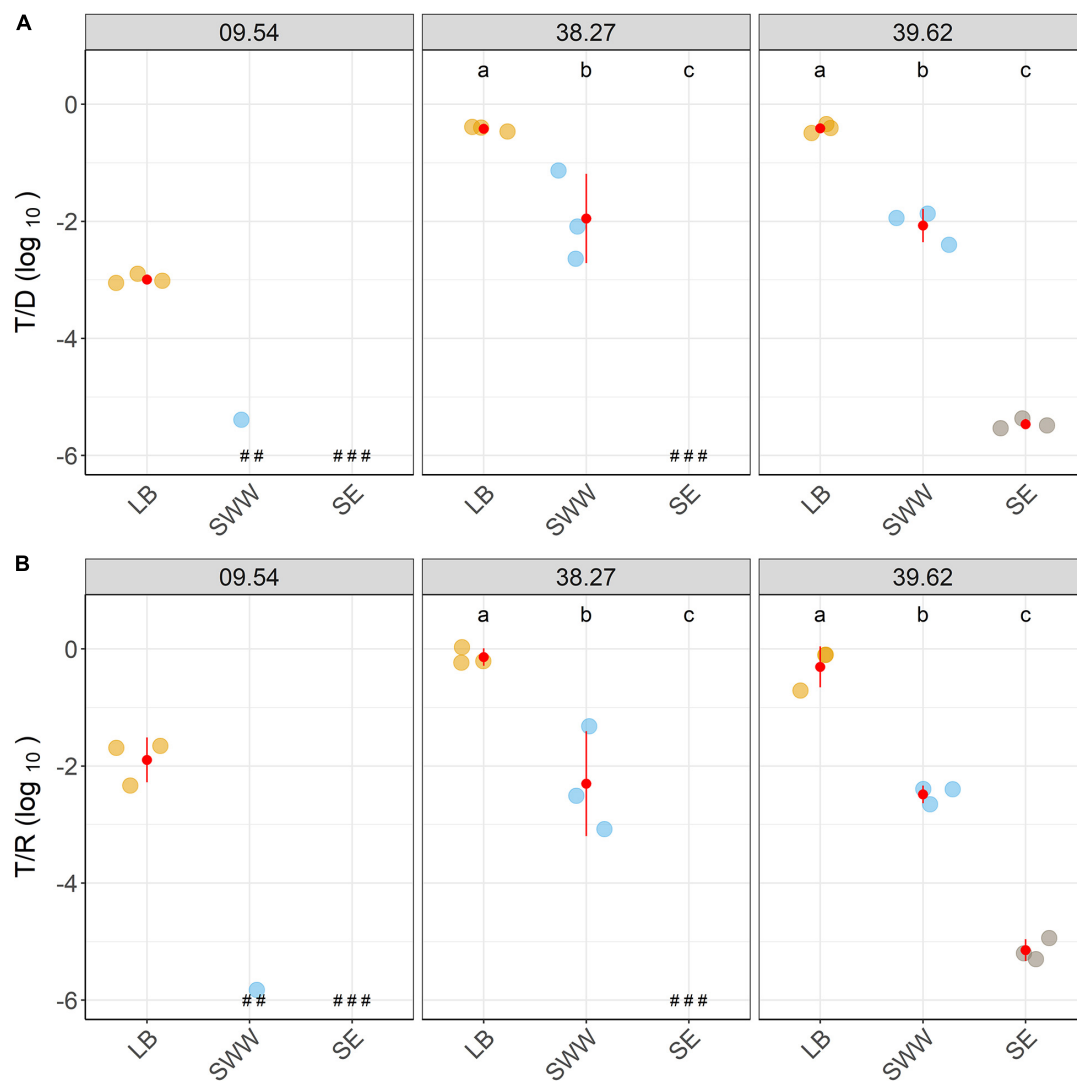 A
09.54 38.27 39.62
a b c a b c
0
-2
-4
-6
T/D (log 10 )
# # # # # # # #
LB SWW SE LB SWW SE LB SWW SE
B
09.54 38.27 39.62
a b c a b c
0
-2
-4
-6
T/R (log 10 )
# # # # # # # #
LB SWW SE LB SWW SE LB SWW SE